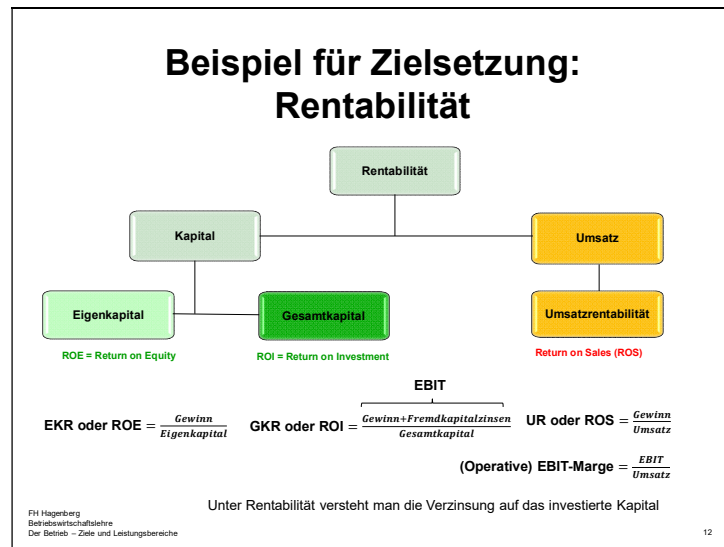 Beispiel für Zielsetzung:
Rentabilität
Rentabilität
Kapital
Umsatz
Eigenkapital
Gesamtkapital
Umsatzrentabilität
ROE = Return on Equity
ROI = Return on Investment
Return on Sales (ROS)
EBIT
EKR oder ROE = Gewinn / Eigenkapital
GKR oder ROI = Gewinn+Fremdkapitalzinsen / Gesamtkapital
UR oder ROS = Gewinn / Umsatz
(Operative) EBIT-Marge = EBIT / Umsatz
Unter Rentabilität versteht man die Verzinsung auf das investierte Kapital
FH Hagenberg
Betriebswirtschaftslehre
Der Betrieb – Ziele und Leistungsbereiche
12